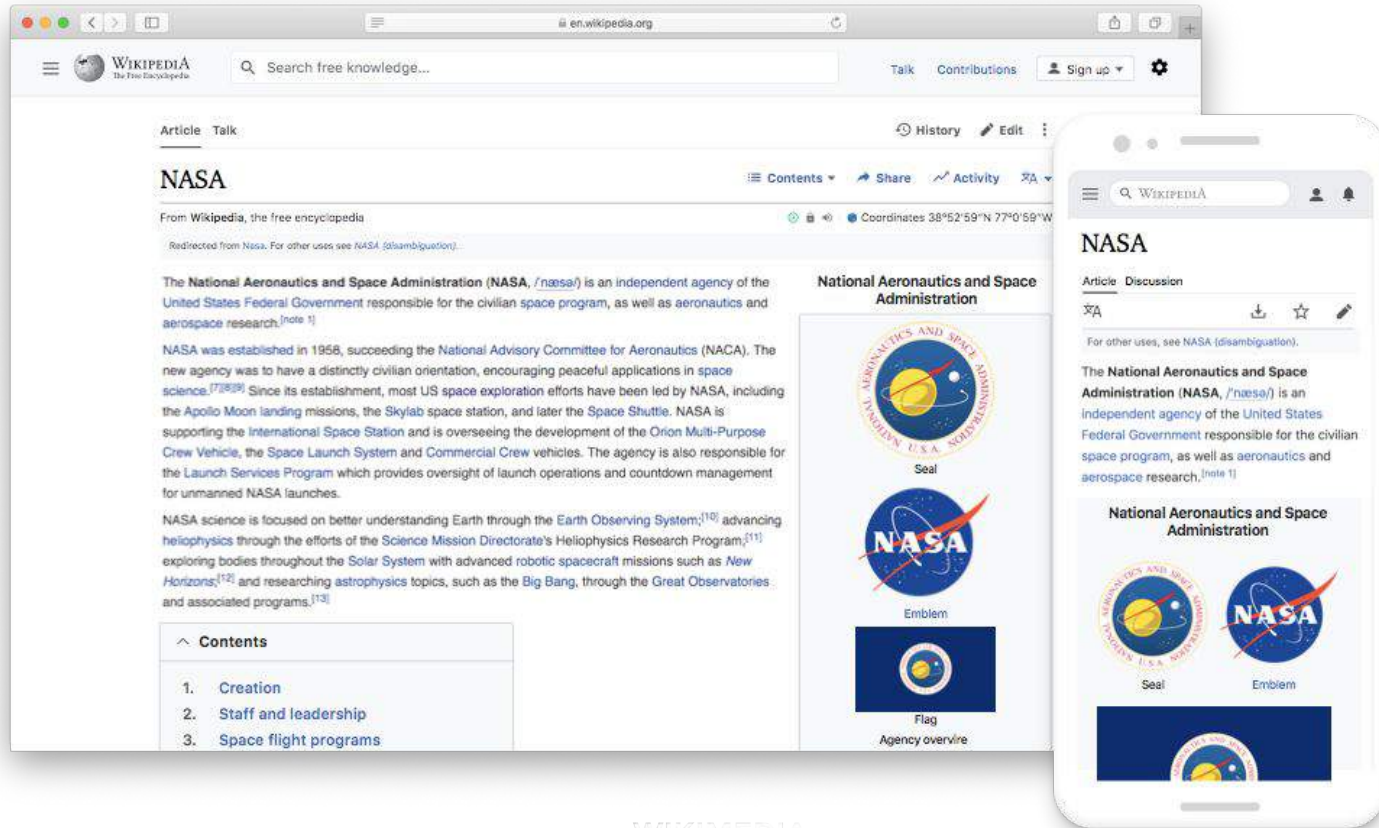 en.wikipedia.org
WIKIPEDIA
The Free Encyclopedia
Search free knowledge...
Talk Contributions Sign up
Article Talk
History Edit
NASA
Contents Share Activity
From Wikipedia, the free encyclopedia
Coordinates 38°52'59"N 77°0'59"W
Redirected from Nasa. For other uses see NASA (disambiguation).
The National Aeronautics and Space Administration (NASA, /ˈnæsə/) is an independent agency of the
United States Federal Government responsible for the civilian space program, as well as aeronautics and
aerospace research.[note 1]
NASA was established in 1958, succeeding the National Advisory Committee for Aeronautics (NACA). The
new agency was to have a distinctly civilian orientation, encouraging peaceful applications in space
science.[7][8][9] Since its establishment, most US space exploration efforts have been led by NASA, including
the Apollo Moon landing missions, the Skylab space station, and later the Space Shuttle. NASA is
supporting the International Space Station and is overseeing the development of the Orion Multi-Purpose
Crew Vehicle, the Space Launch System and Commercial Crew vehicles. The agency is also responsible for
the Launch Services Program which provides oversight of launch operations and countdown management
for unmanned NASA launches.
NASA science is focused on better understanding Earth through the Earth Observing System;[10] advancing
heliophysics through the efforts of the Science Mission Directorate's Heliophysics Research Program;[11]
exploring bodies throughout the Solar System with advanced robotic spacecraft missions such as New
Horizons;[12] and researching astrophysics topics, such as the Big Bang, through the Great Observatories
and associated programs.[13]
Contents
1. Creation
2. Staff and leadership
3. Space flight programs
National Aeronautics and Space
Administration
NATIONAL AERONAUTICS AND SPACE ADMINISTRATION
U.S.A.
Seal
NASA
Emblem
Flag
Agency overvire
WIKIPEDIA
NASA
Article Discussion
For other uses, see NASA (disambiguation).
The National Aeronautics and Space
Administration (NASA, /ˈnæsə/) is an
independent agency of the United States
Federal Government responsible for the civilian
space program, as well as aeronautics and
aerospace research.[note 1]
National Aeronautics and Space
Administration
NATIONAL AERONAUTICS AND SPACE ADMINISTRATION
U.S.A.
NASA
Seal Emblem